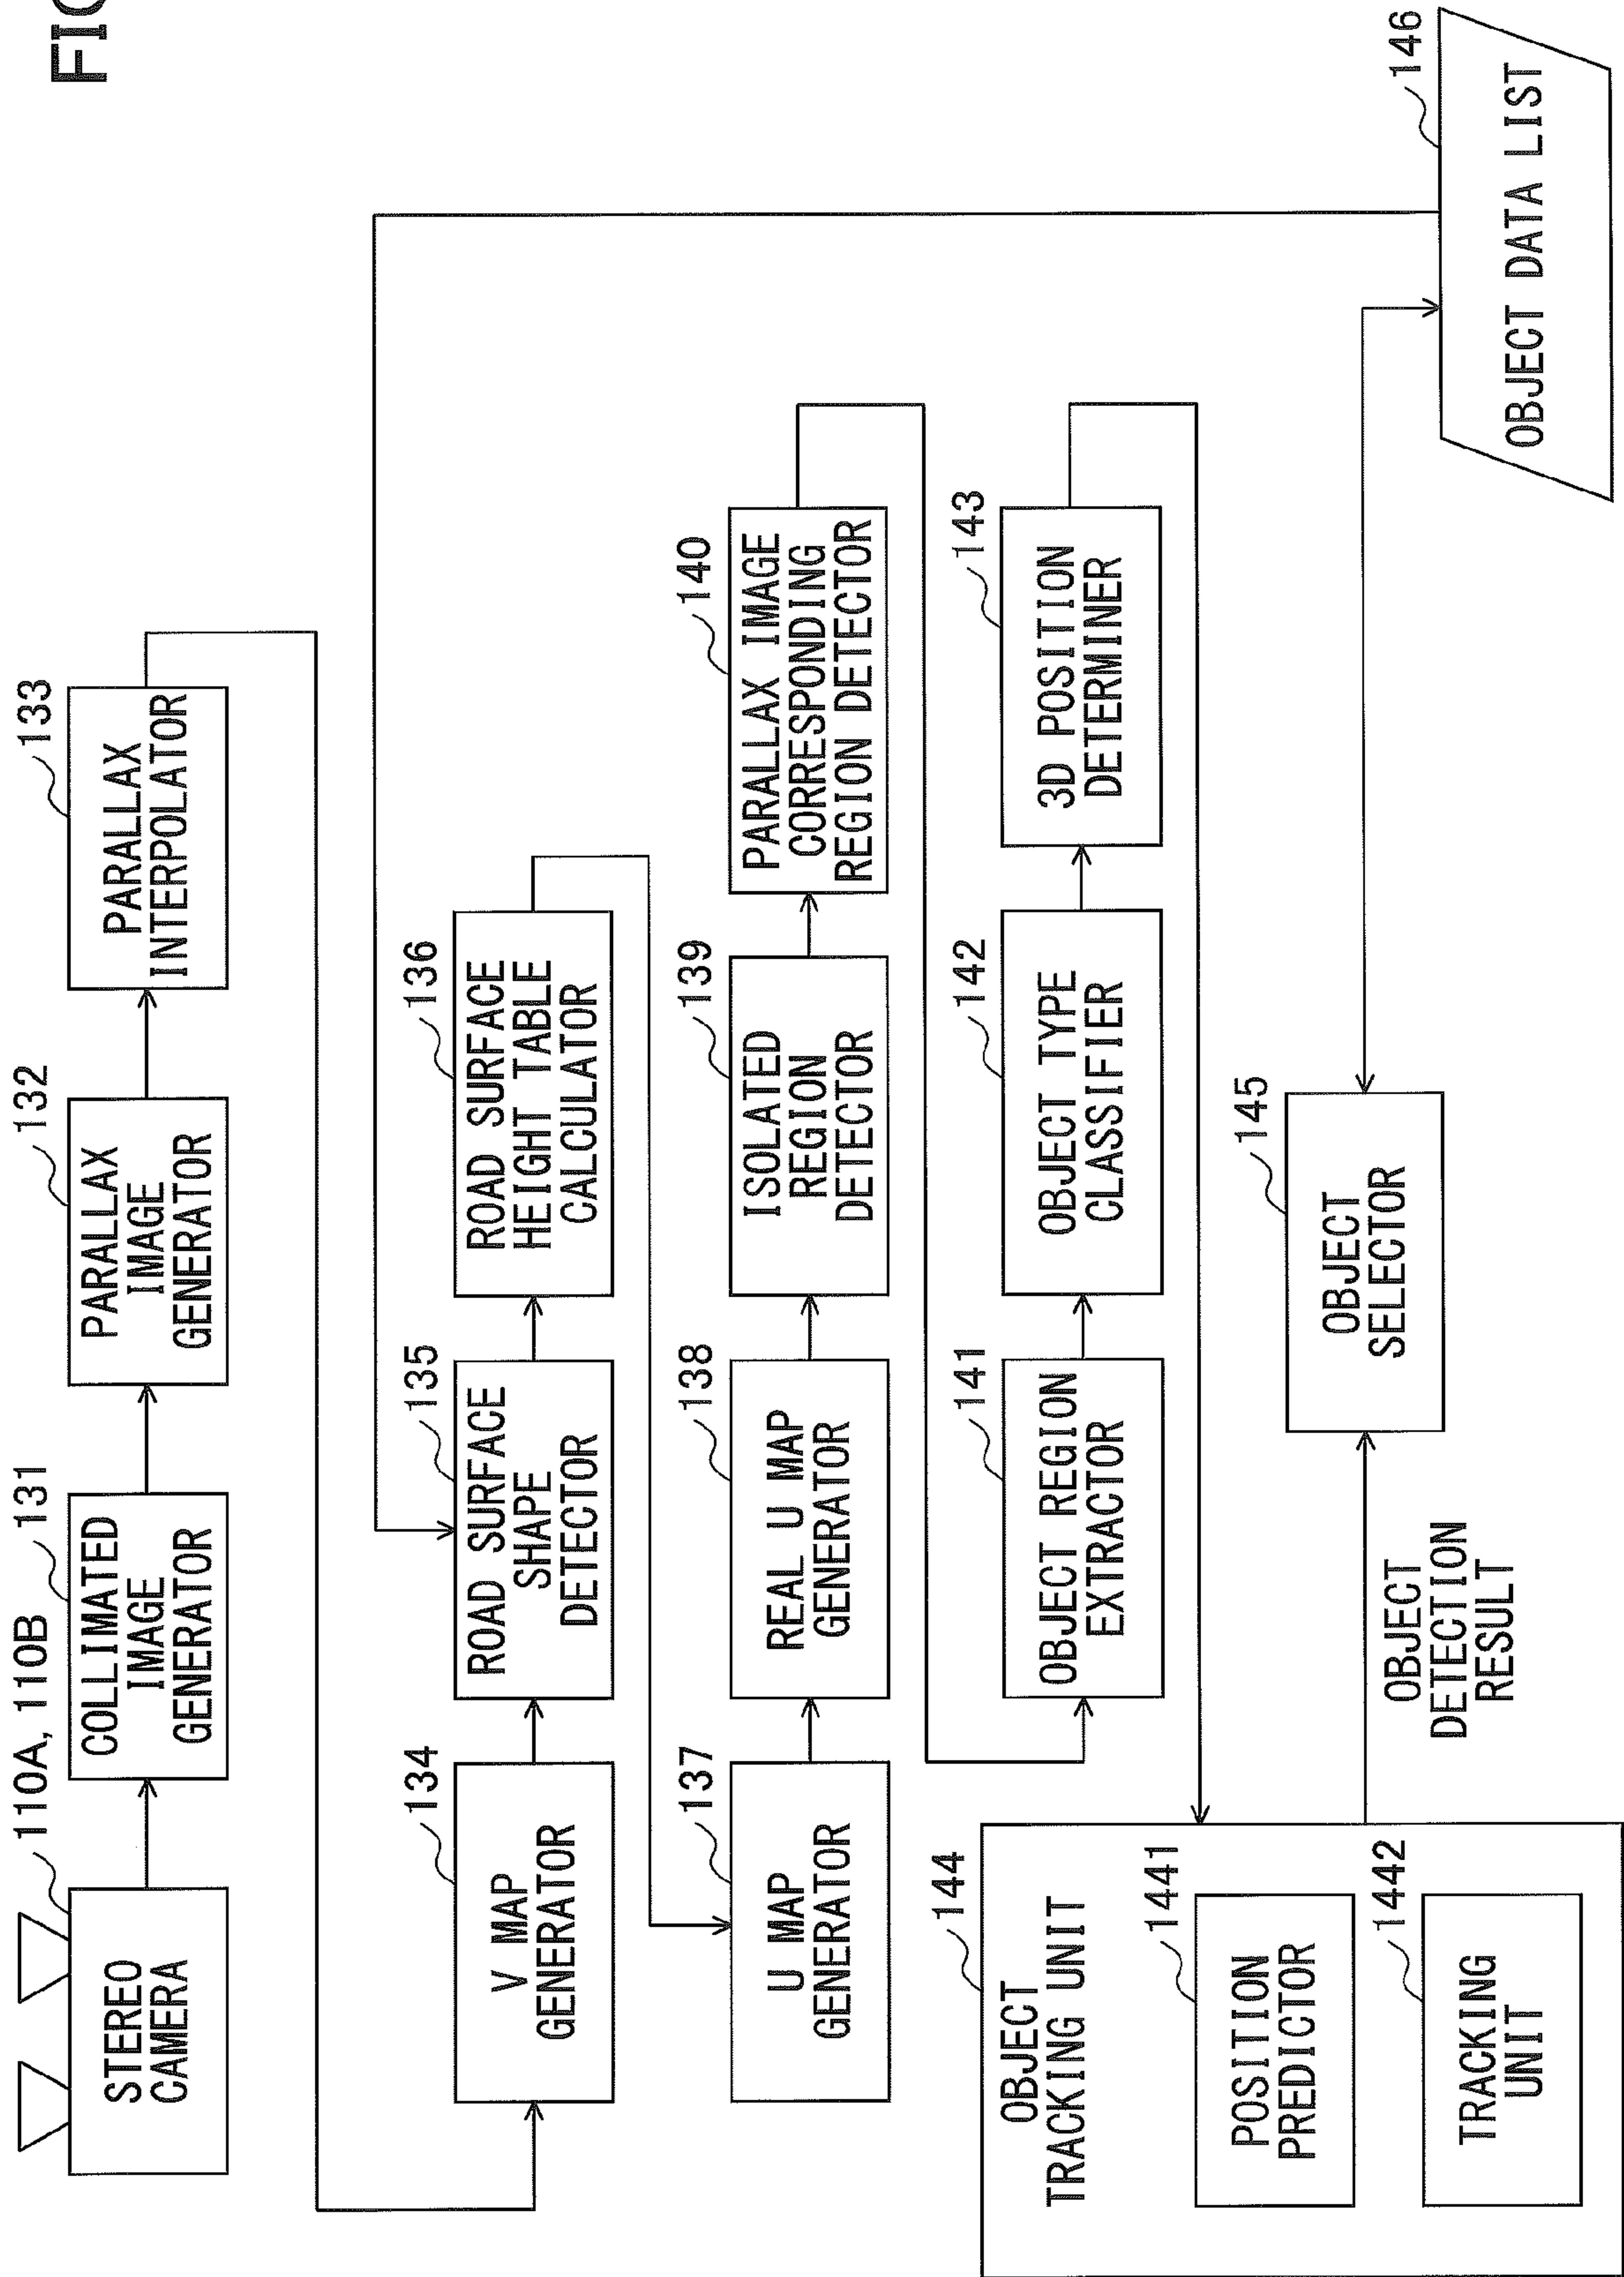 FIG
110A, 110B
STEREO
CAMERA
131
COLLIMATED
IMAGE
GENERATOR
132
PARALLAX
IMAGE
GENERATOR
133
PARALLAX
INTERPOLATOR
134
V MAP
GENERATOR
135
ROAD SURFACE
SHAPE
DETECTOR
136
ROAD SURFACE
HEIGHT TABLE
CALCULATOR
137
U MAP
GENERATOR
138
REAL U MAP
GENERATOR
139
ISOLATED
REGION
DETECTOR
140
PARALLAX IMAGE
CORRESPONDING
REGION DETECTOR
141
OBJECT REGION
EXTRACTOR
142
OBJECT TYPE
CLASSIFIER
143
3D POSITION
DETERMINER
144
OBJECT
TRACKING UNIT
1441
POSITION
PREDICTOR
1442
TRACKING
UNIT
OBJECT
DETECTION
RESULT
145
OBJECT
SELECTOR
146
OBJECT DATA LIST